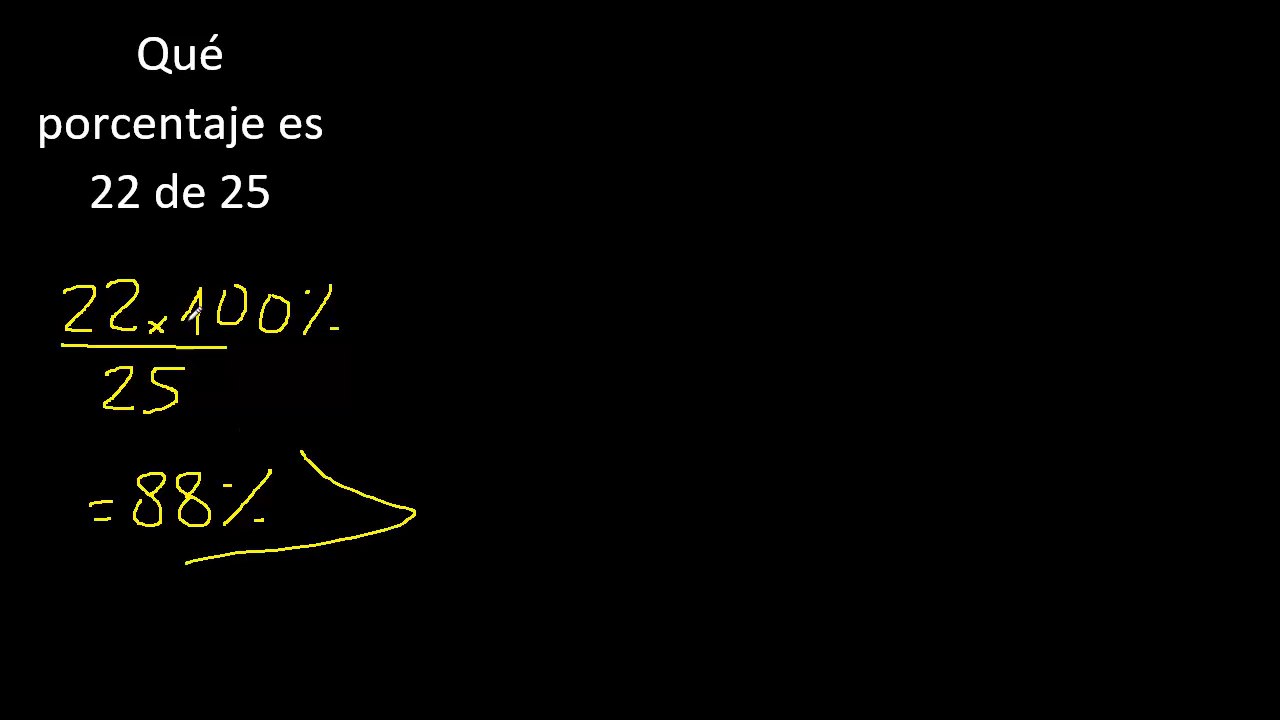 Qué
porcentaje es
22 de 25
22 x 100%
25
= 88%